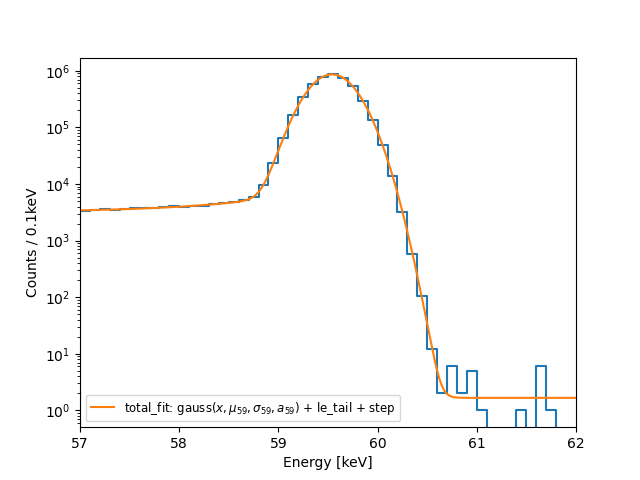 10⁶
10⁵
10⁴
10³
10²
10¹
10⁰
Counts / 0.1keV
total_fit: gauss(x, μ₅₉, σ₅₉, a₅₉) + le_tail + step
57 58 59 60 61 62
Energy [keV]